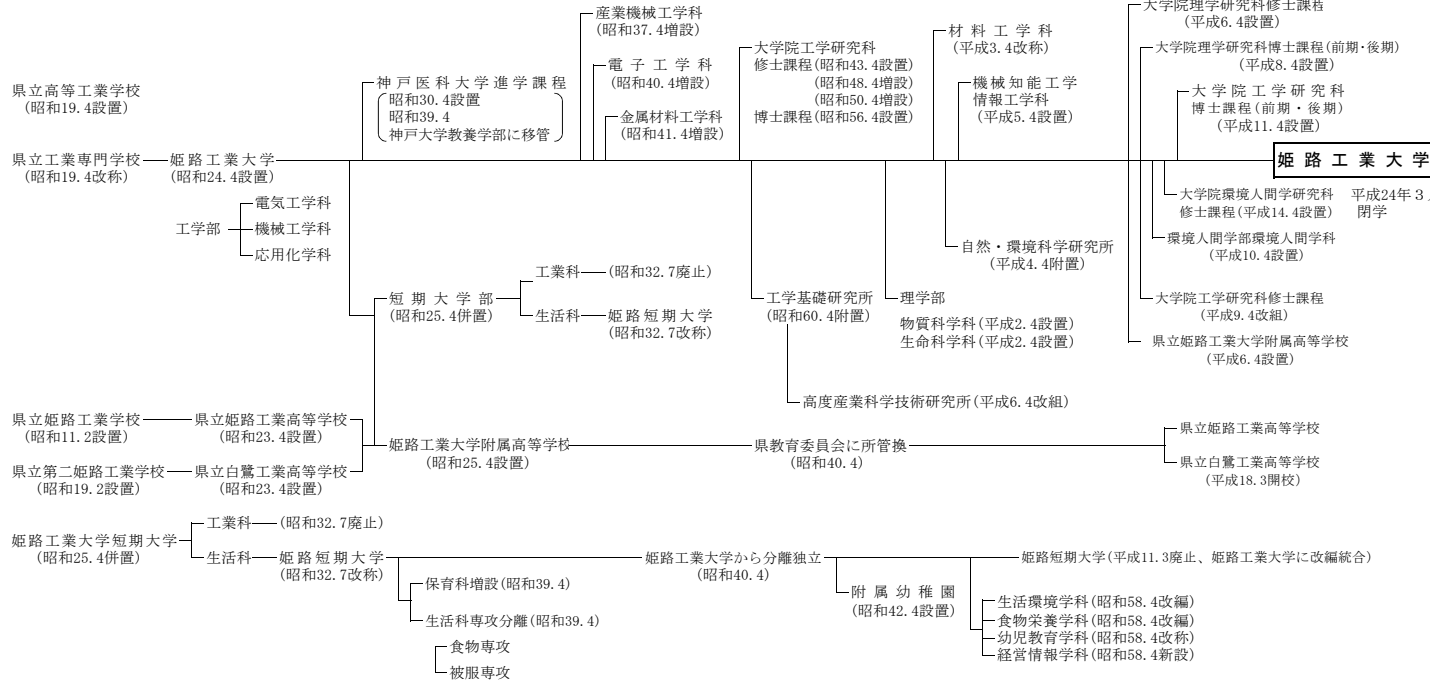 県立高等工業学校
(昭和19.4設置)
県立工業専門学校
(昭和19.4改称)
姫路工業大学
(昭和24.4設置)
工学部
電気工学科
機械工学科
応用化学科
神戸医科大学進学課程
昭和30.4設置
昭和39.4
神戸大学教養学部に移管
産業機械工学科
(昭和37.4増設)
電子工学科
(昭和40.4増設)
金属材料工学科
(昭和41.4増設)
大学院工学研究科
修士課程(昭和43.4設置)
(昭和48.4増設)
(昭和50.4増設)
博士課程(昭和56.4設置)
材料工学科
(平成3.4改称)
機械知能工学
情報工学科
(平成5.4設置)
大学院理学研究科修士課程
(平成6.4設置)
大学院理学研究科博士課程(前期・後期)
(平成8.4設置)
大学院工学研究科
博士課程(前期・後期)
(平成11.4設置)
姫路工業大学
平成24年3
閉学
大学院環境人間学研究科
修士課程(平成14.4設置)
環境人間学部環境人間学科
(平成10.4設置)
大学院工学研究科修士課程
(平成9.4改組)
県立姫路工業大学附属高等学校
(平成6.4設置)
自然・環境科学研究所
(平成4.4附置)
理学部
物質科学科(平成2.4設置)
生命科学科(平成2.4設置)
工学基礎研究所
(昭和60.4附置)
高度産業科学技術研究所(平成6.4改組)
短期大学部
(昭和25.4併置)
工業科
(昭和32.7廃止)
生活科
姫路短期大学
(昭和32.7改称)
県立姫路工業学校
(昭和11.2設置)
県立姫路工業高等学校
(昭和23.4設置)
県立第二姫路工業学校
(昭和19.2設置)
県立白鷺工業高等学校
(昭和23.4設置)
姫路工業大学附属高等学校
(昭和25.4設置)
県教育委員会に所管換
(昭和40.4)
県立姫路工業高等学校
県立白鷺工業高等学校
(平成18.3開校)
姫路工業大学短期大学
(昭和25.4併置)
工業科
(昭和32.7廃止)
生活科
姫路短期大学
(昭和32.7改称)
保育科増設(昭和39.4)
生活科専攻分離(昭和39.4)
食物専攻
被服専攻
姫路工業大学から分離独立
(昭和40.4)
附属幼稚園
(昭和42.4設置)
姫路短期大学(平成11.3廃止、姫路工業大学に改編統合)
生活環境学科(昭和58.4改編)
食物栄養学科(昭和58.4改編)
幼児教育学科(昭和58.4改称)
経営情報学科(昭和58.4新設)